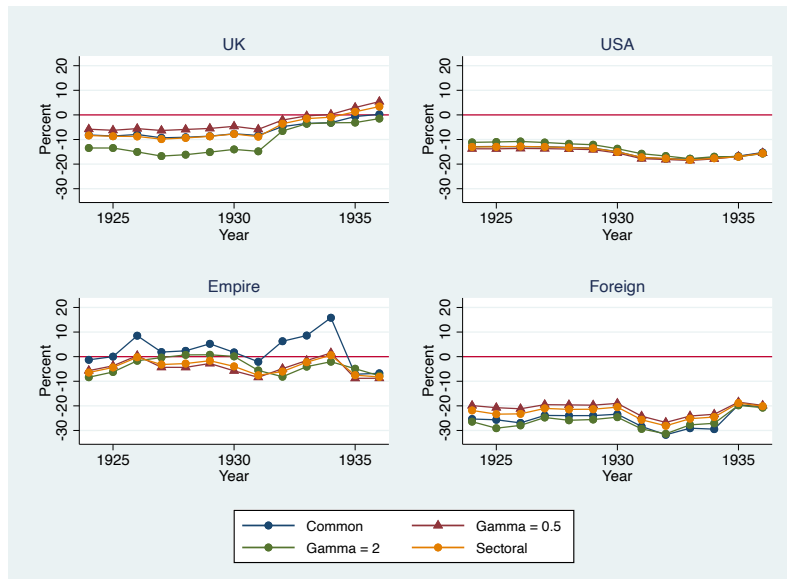 UK
USA
Percent
20
10
0
-10
-20
-30
1925
1930
1935
Year
Percent
20
10
0
-10
-20
-30
1925
1930
1935
Year
Empire
Foreign
Percent
20
10
0
-10
-20
-30
1925
1930
1935
Year
Percent
20
10
0
-10
-20
-30
1925
1930
1935
Year
Common
Gamma = 0.5
Gamma = 2
Sectoral